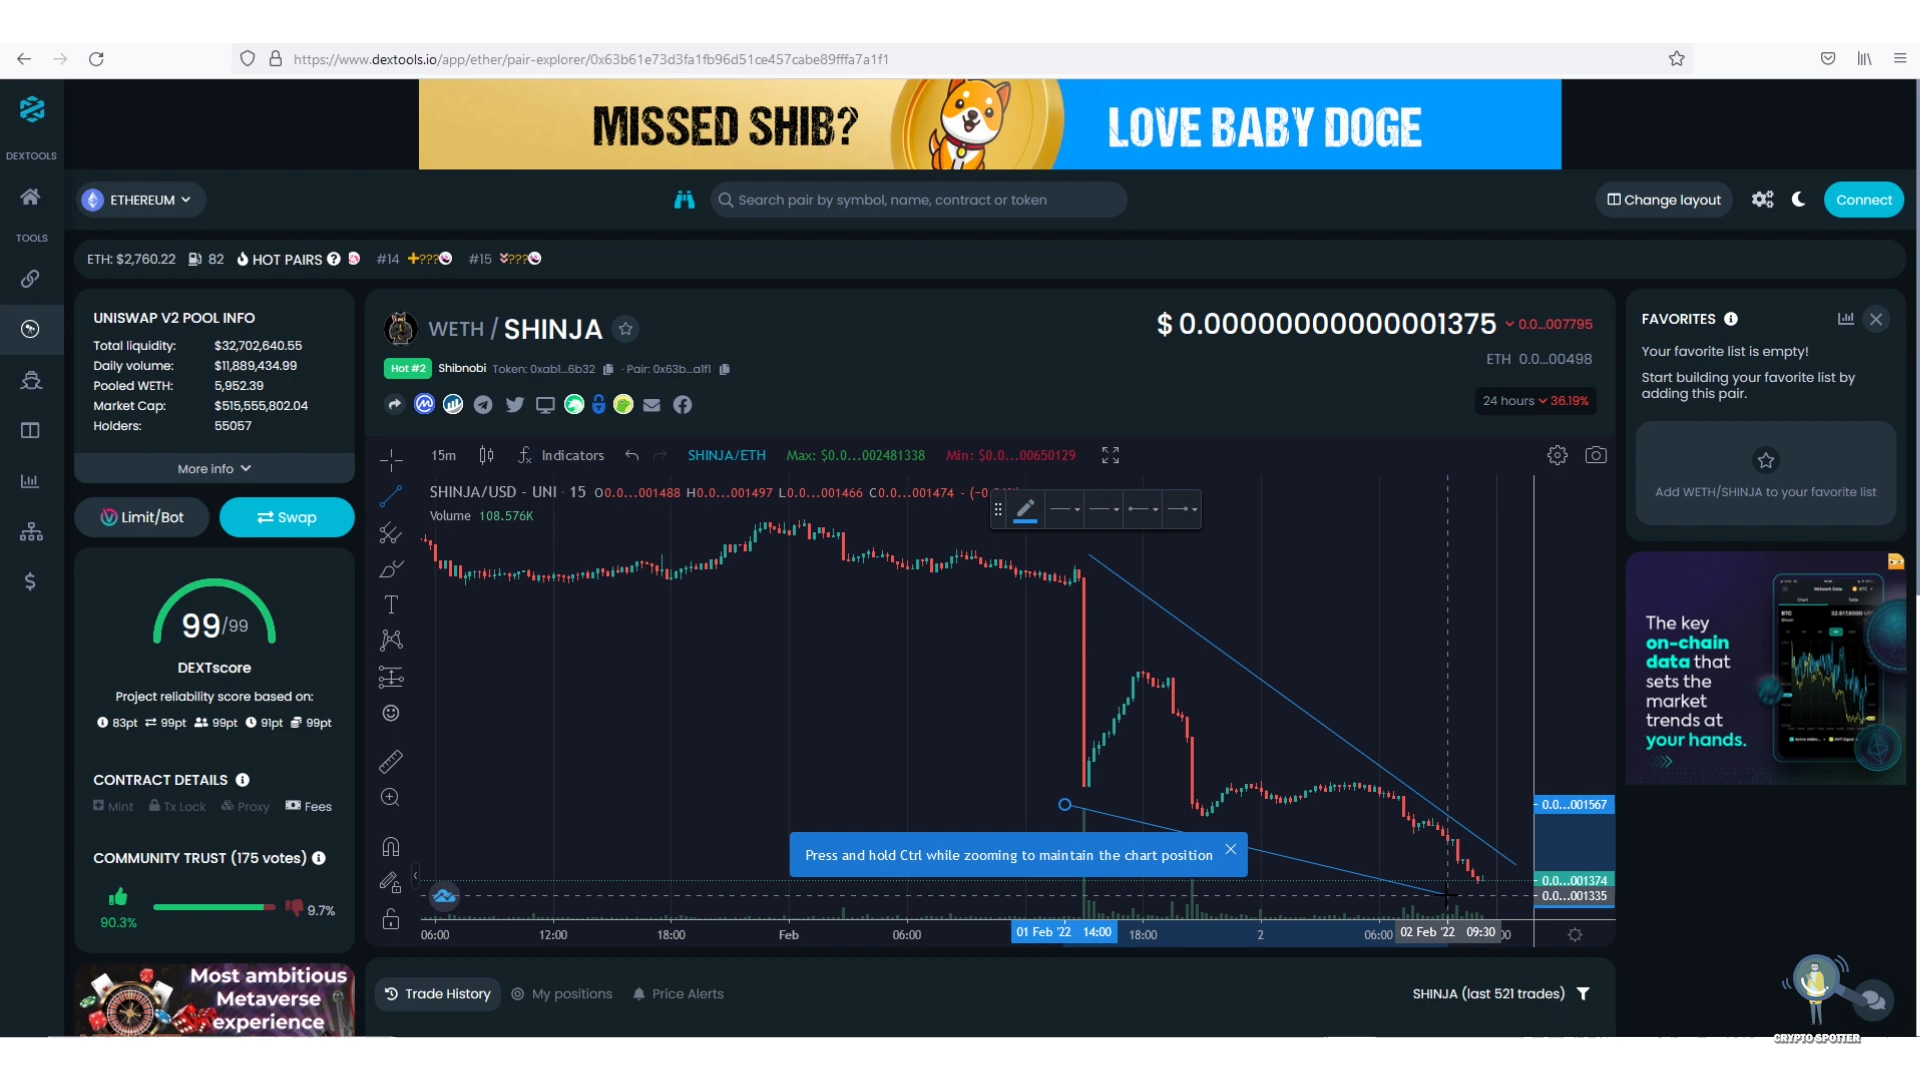 https://www.dextools.io/app/ether/pair-explorer/0x63b61e73d3fa1fb96d51ce457cabe89fffa7a1f1
MISSED SHIB? LOVE BABY DOGE
DEXTOOLS
ETHEREUM
Search pair by symbol, name, contract or token
Change layout
Connect
TOOLS
ETH: $2,760.22 82 HOT PAIRS #14 ??? #15 ???
UNISWAP V2 POOL INFO
Total liquidity: $32,702,640.55
Daily volume: $11,889,434.99
Pooled WETH: 5,952.39
Market Cap: $515,555,802.04
Holders: 55057
More info
Limit/Bot
Swap
99/99
DEXTscore
Project reliability score based on:
83pt 99pt 99pt 91pt 99pt
CONTRACT DETAILS
Mint Tx Lock Proxy Fees
COMMUNITY TRUST (175 votes)
90.3%
9.7%
Most ambitious
Metaverse
experience
WETH / SHINJA
$ 0.00000000000001375 0.0...007795
ETH 0.0...00498
Hot #2 Shibnobi Token: 0xab1...6b32 - Pair: 0x63b...a1f1
24 hours 36.19%
15m Indicators SHINJA/ETH Max: $0.0...002481338 Min: $0.0...00650129
SHINJA/USD - UNI · 15 O0.0...001488 H0.0...001497 L0.0...001466 C0.0...001474
Volume 108.576K
Press and hold Ctrl while zooming to maintain the chart position
0.0...001567
0.0...001374
0.0...001335
06:00 12:00 18:00 Feb 06:00 01 Feb '22 14:00 18:00 2 06:00 02 Feb '22 09:30
Trade History My positions Price Alerts
SHINJA (last 521 trades)
FAVORITES
Your favorite list is empty!
Start building your favorite list by
adding this pair.
Add WETH/SHINJA to your favorite list
The key
on-chain
data that
sets the
market
trends at
your hands.
CRYPTO SPOTTER